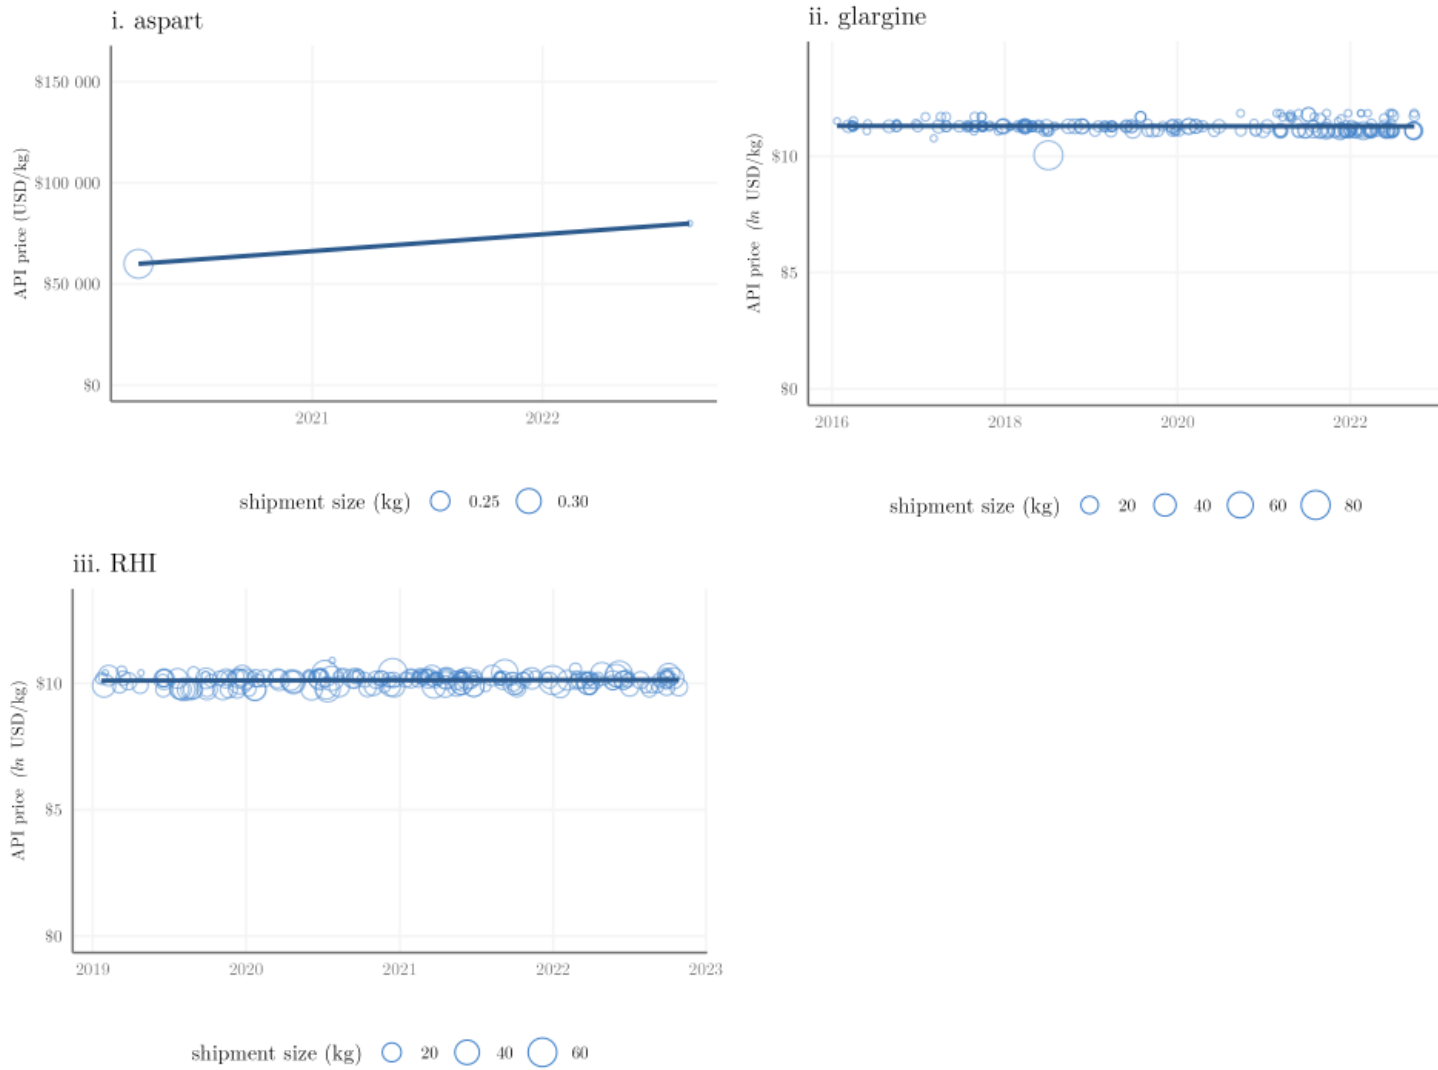 i. aspart
API price (USD/kg)
$150 000
$100 000
$50 000
$0
2021 2022
shipment size (kg) 0.25 0.30
ii. glargine
API price (ln USD/kg)
$10
$5
$0
2016 2018 2020 2022
shipment size (kg) 20 40 60 80
iii. RHI
API price (ln USD/kg)
$10
$5
$0
2019 2020 2021 2022 2023
shipment size (kg) 20 40 60